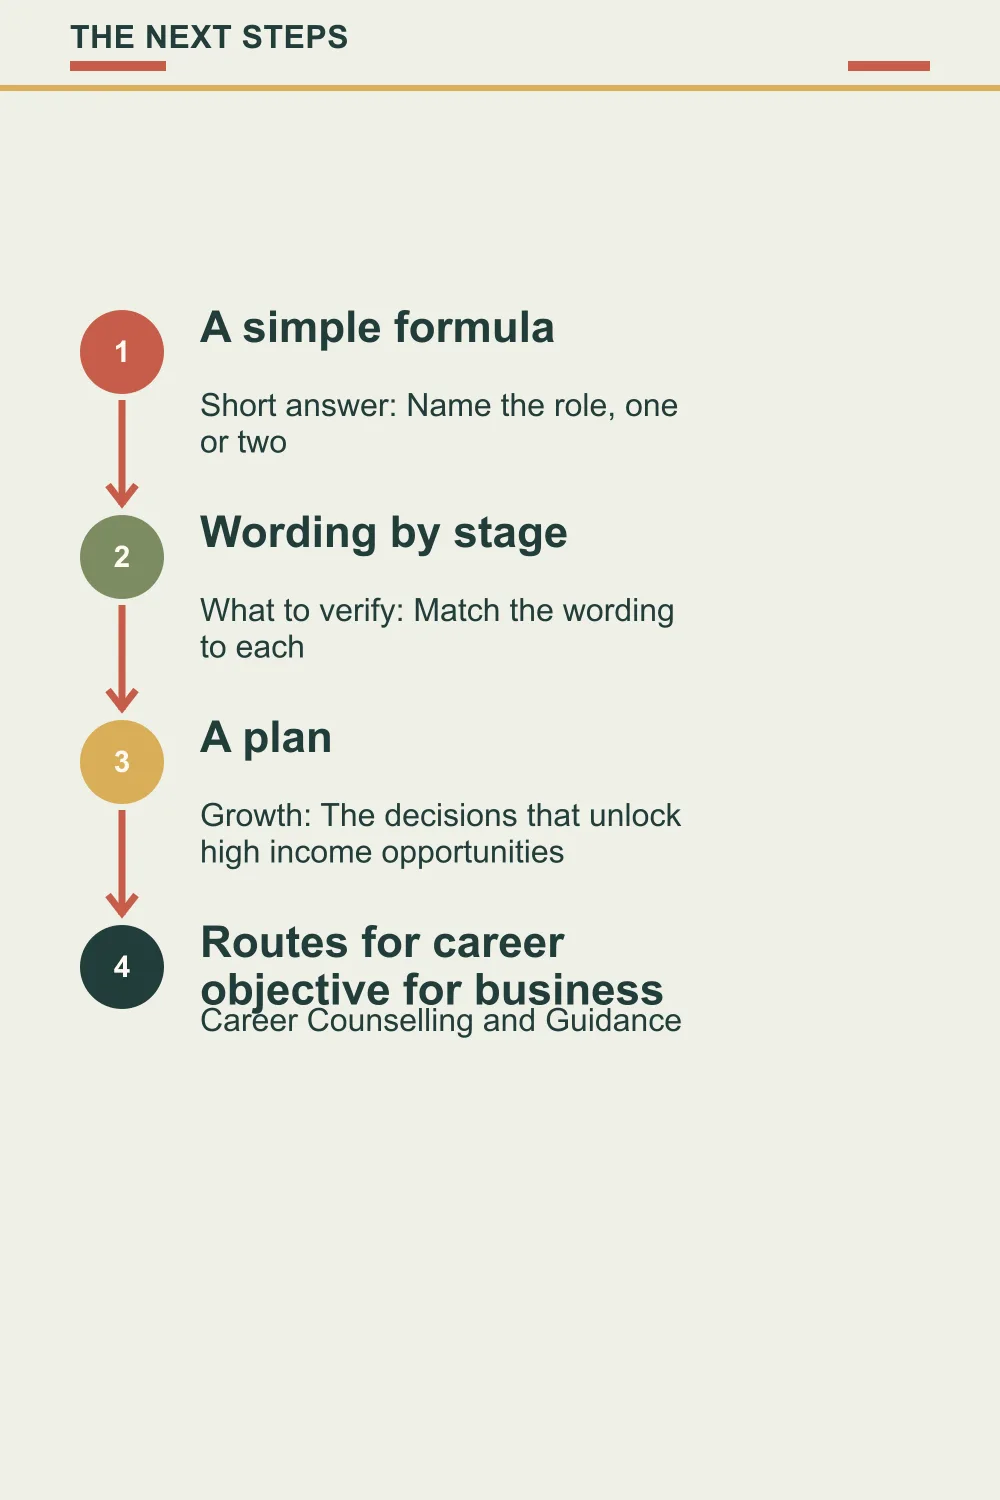 THE NEXT STEPS
1
A simple formula
Short answer: Name the role, one
or two
2
Wording by stage
What to verify: Match the wording
to each
3
A plan
Growth: The decisions that unlock
high income opportunities
4
Routes for career
objective for business
Career Counselling and Guidance